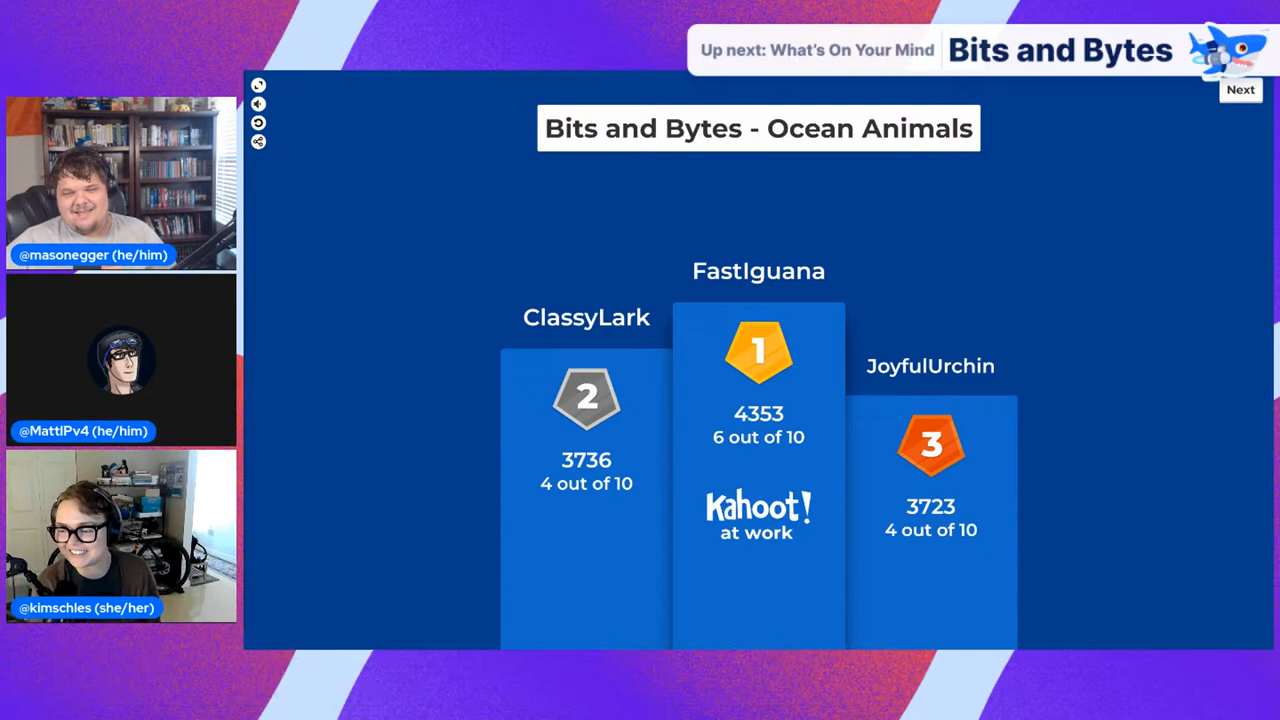 Up next: What's On Your Mind
Bits and Bytes
Next
Bits and Bytes - Ocean Animals
FastIguana
ClassyLark
JoyfulUrchin
1
4353
6 out of 10
2
3736
4 out of 10
3
3723
4 out of 10
Kahoot!
at work
@masonegger (he/him)
@MattIPv4 (he/him)
@kimschles (she/her)